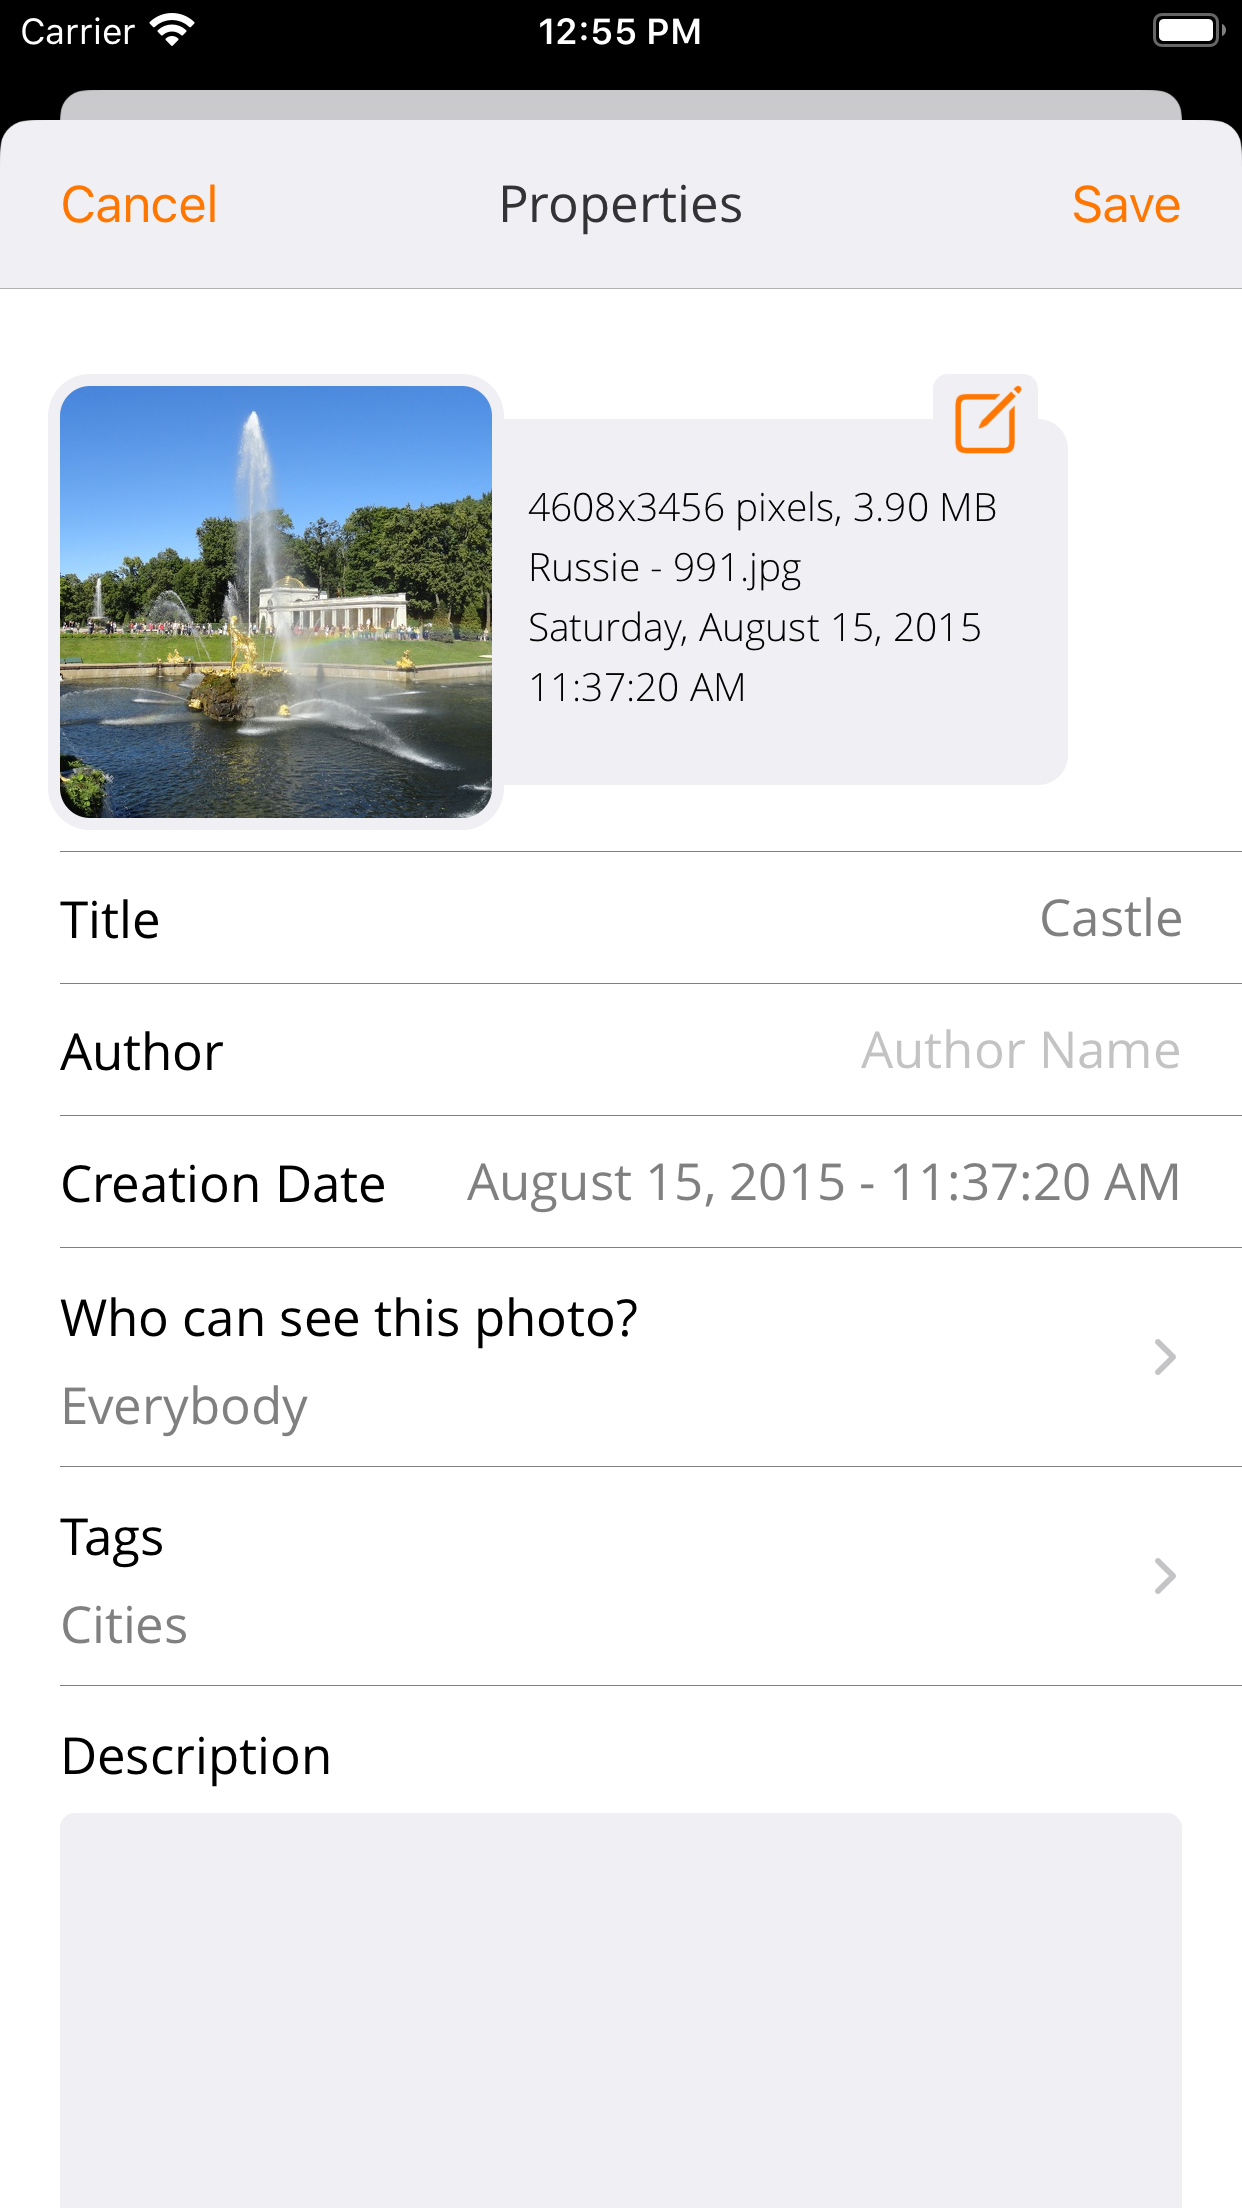 Carrier 12:55 PM
Cancel Properties Save
4608x3456 pixels, 3.90 MB
Russie - 991.jpg
Saturday, August 15, 2015
11:37:20 AM
Title Castle
Author Author Name
Creation Date August 15, 2015 - 11:37:20 AM
Who can see this photo?
Everybody
Tags
Cities
Description